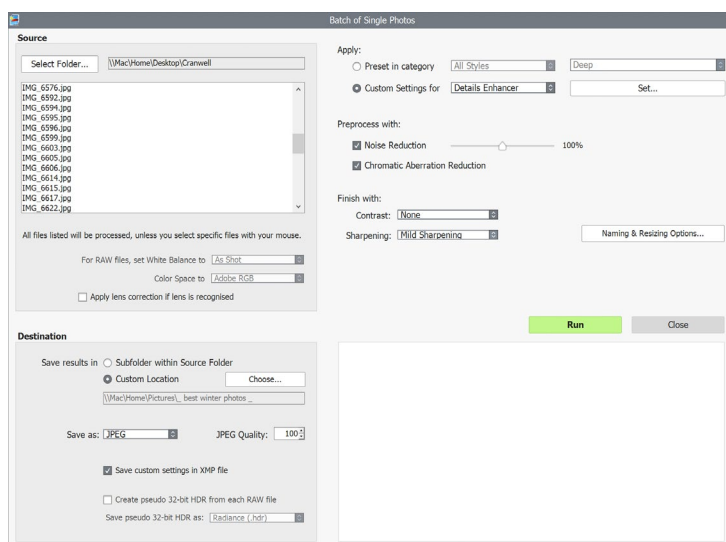 Batch of Single Photos
Source
Select Folder... \\Mac\Home\Desktop\Cranwell
IMG_6576.jpg
IMG_6592.jpg
IMG_6594.jpg
IMG_6595.jpg
IMG_6596.jpg
IMG_6599.jpg
IMG_6603.jpg
IMG_6605.jpg
IMG_6606.jpg
IMG_6614.jpg
IMG_6615.jpg
IMG_6617.jpg
IMG_6622.jpg
All files listed will be processed, unless you select specific files with your mouse.
For RAW files, set White Balance to As Shot
Color Space to Adobe RGB
Apply lens correction if lens is recognised
Apply:
Preset in category All Styles Deep
Custom Settings for Details Enhancer Set...
Preprocess with:
Noise Reduction 100%
Chromatic Aberration Reduction
Finish with:
Contrast: None
Sharpening: Mild Sharpening Naming & Resizing Options...
Run Close
Destination
Save results in Subfolder within Source Folder
Custom Location Choose...
\\Mac\Home\Pictures\_ best winter photos _
Save as: JPEG JPEG Quality: 100
Save custom settings in XMP file
Create pseudo 32-bit HDR from each RAW file
Save pseudo 32-bit HDR as: Radiance (.hdr)